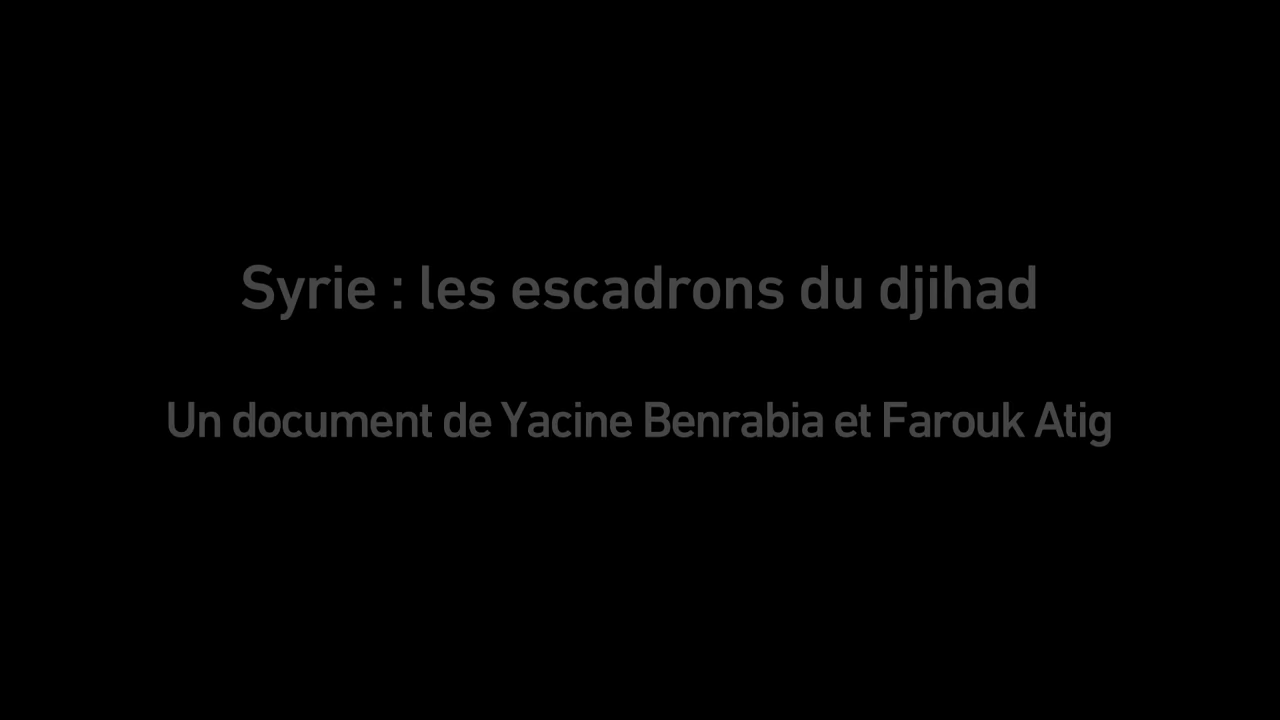 Syrie : les escadrons du djihad
Un document de Yacine Benrabia et Farouk Atig